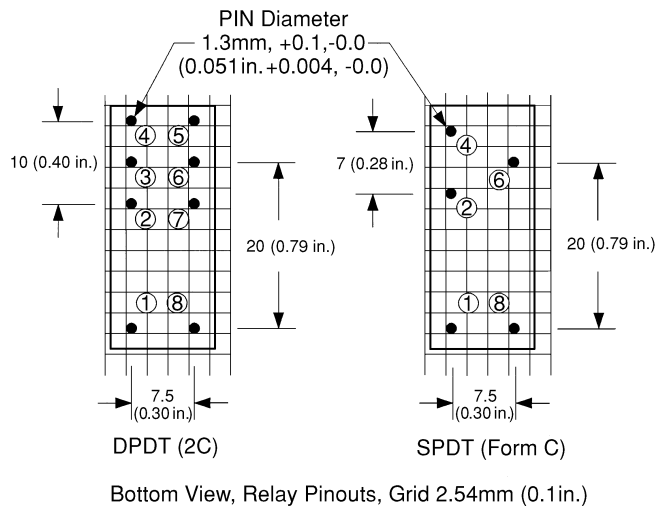 PIN Diameter
1.3mm, +0.1,-0.0
(0.051in.+0.004, -0.0)
4 5
10 (0.40 in.)
3 6
2 7
20 (0.79 in.)
1 8
7.5
(0.30 in.)
DPDT (2C)
4
7 (0.28 in.)
6
2
20 (0.79 in.)
1 8
7.5
(0.30 in.)
SPDT (Form C)
Bottom View, Relay Pinouts, Grid 2.54mm (0.1in.)